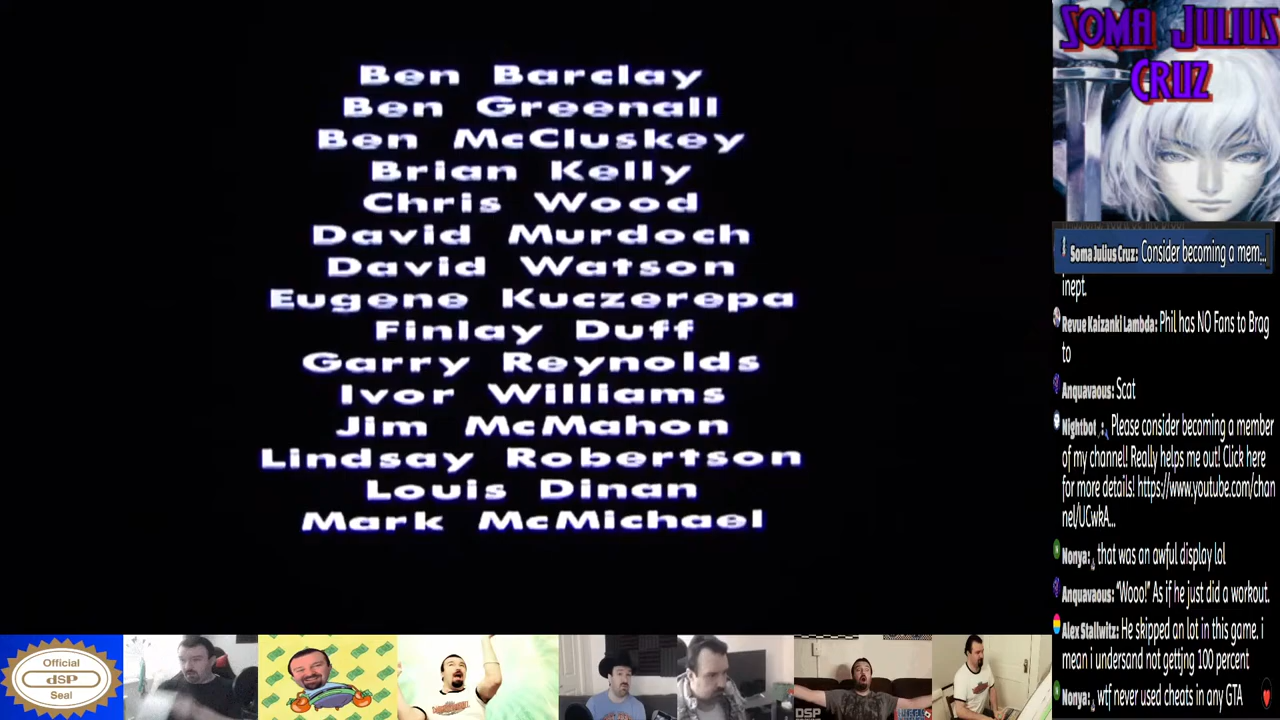 Ben Barclay
Ben Greenall
Ben McCluskey
Brian Kelly
Chris Wood
David Murdoch
David Watson
Eugene Kuczerepa
Finlay Duff
Garry Reynolds
Ivor Williams
Jim McMahon
Lindsay Robertson
Louis Dinan
Mark McMichael
SOMA JULIUS
CRUZ
Soma Julius Cruz: Consider becoming a mem...
inept.
Revue Kaizanki Lambda: Phil has NO Fans to Brag
to
Anquavaous: Scat
Nightbot : Please consider becoming a member
of my channel! Really helps me out! Click here
for more details! https://www.youtube.com/chan
nel/UCwkA...
Nonya: that was an awful display lol
Anquavaous: "Wooo!" As if he just did a workout.
Alex Stallwitz: He skipped an lot in this game. i
mean i undersand not gettjng 100 percent
Nonya: wtf never used cheats in any GTA
Official
dSP
Seal
DSP